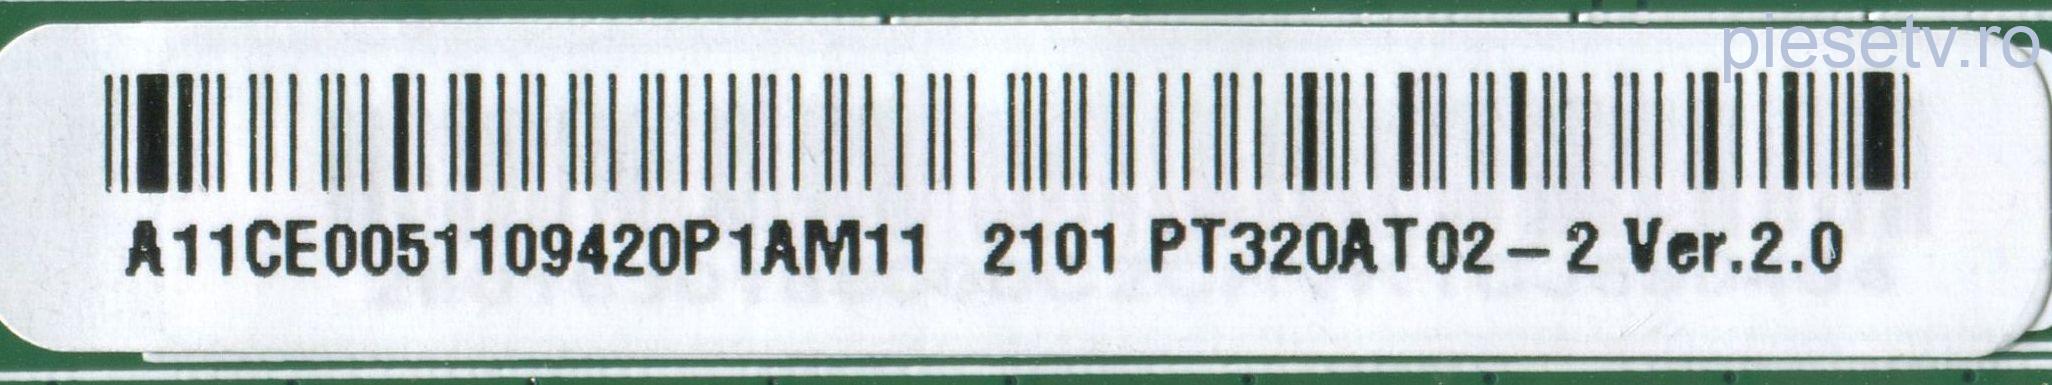 piesetv.ro
A11CE0051109420P1AM11 2101 PT320AT02-2 Ver.2.0